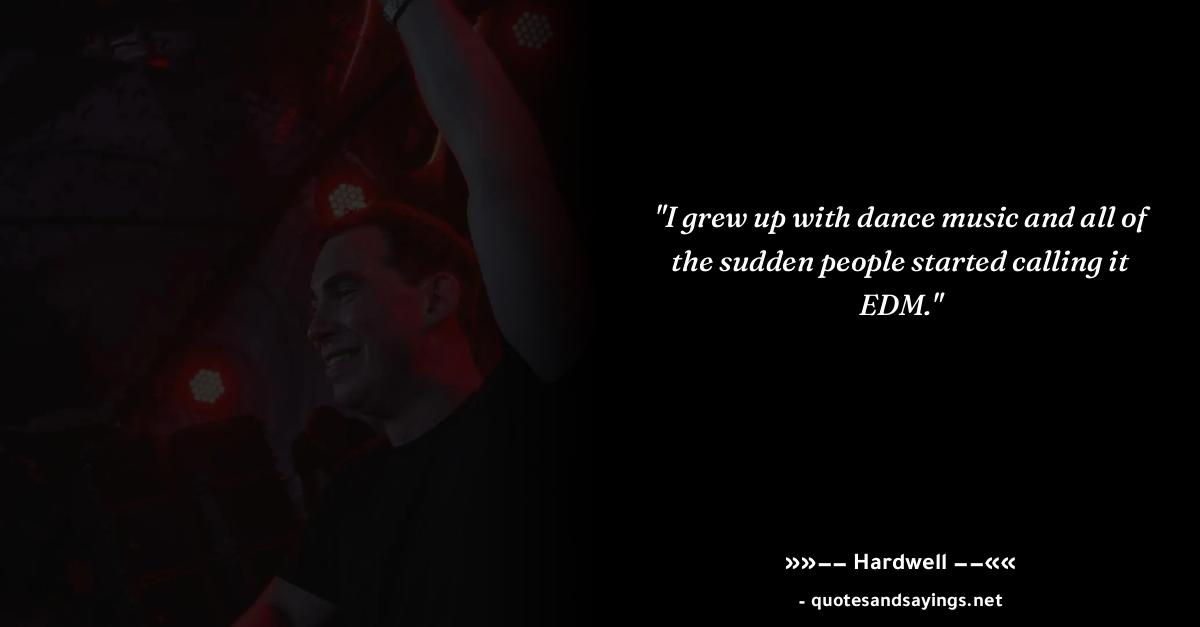 "I grew up with dance music and all of
the sudden people started calling it
EDM."
»»–– Hardwell ––««
- quotesandsayings.net